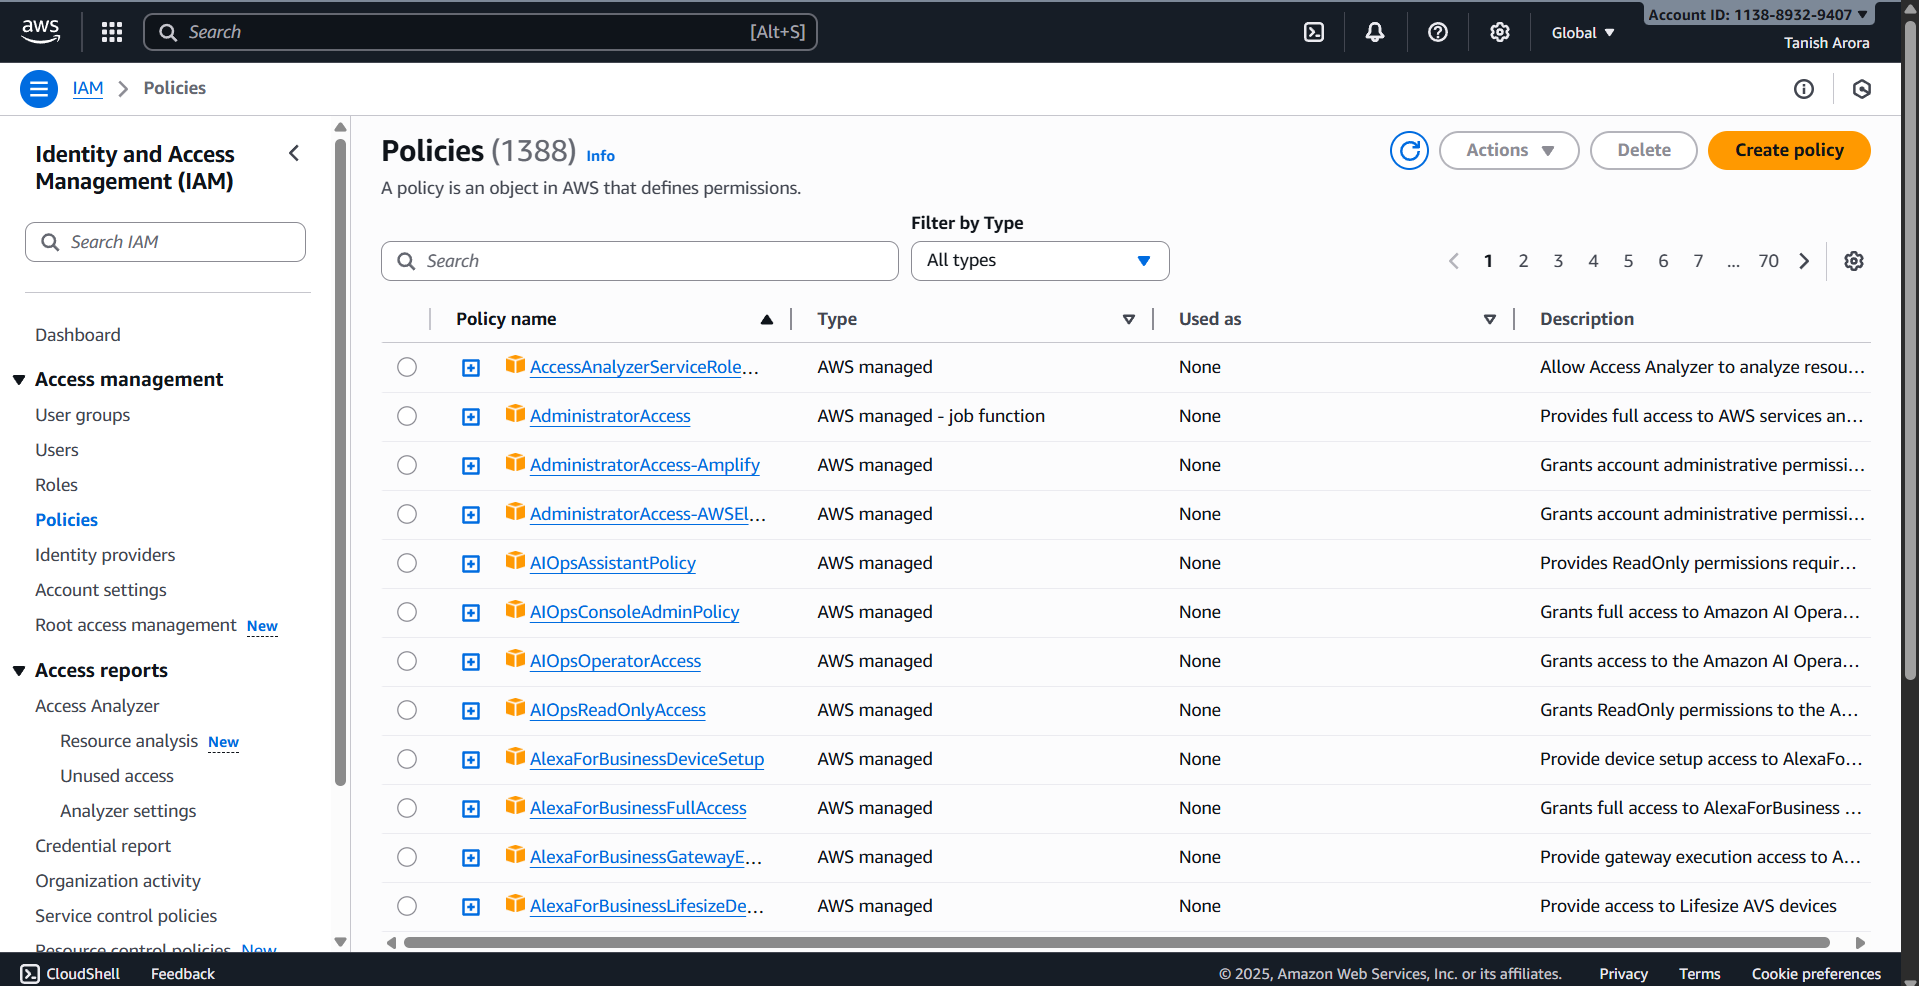 aws
Search
[Alt+S]
Global
Account ID: 1138-8932-9407
Tanish Arora
IAM
Policies
Identity and Access
Management (IAM)
Search IAM
Dashboard
Access management
User groups
Users
Roles
Policies
Identity providers
Account settings
Root access management New
Access reports
Access Analyzer
Resource analysis New
Unused access
Analyzer settings
Credential report
Organization activity
Service control policies
Resource control policies New
Policies (1388) Info
A policy is an object in AWS that defines permissions.
Actions
Delete
Create policy
Filter by Type
Search
All types
1 2 3 4 5 6 7 ... 70
Policy name Type Used as Description
AccessAnalyzerServiceRole... AWS managed None Allow Access Analyzer to analyze resou...
AdministratorAccess AWS managed - job function None Provides full access to AWS services an...
AdministratorAccess-Amplify AWS managed None Grants account administrative permissi...
AdministratorAccess-AWSEl... AWS managed None Grants account administrative permissi...
AIOpsAssistantPolicy AWS managed None Provides ReadOnly permissions requir...
AIOpsConsoleAdminPolicy AWS managed None Grants full access to Amazon AI Opera...
AIOpsOperatorAccess AWS managed None Grants access to the Amazon AI Opera...
AIOpsReadOnlyAccess AWS managed None Grants ReadOnly permissions to the A...
AlexaForBusinessDeviceSetup AWS managed None Provide device setup access to AlexaFo...
AlexaForBusinessFullAccess AWS managed None Grants full access to AlexaForBusiness ...
AlexaForBusinessGatewayE... AWS managed None Provide gateway execution access to A...
AlexaForBusinessLifesizeDe... AWS managed None Provide access to Lifesize AVS devices
CloudShell Feedback © 2025, Amazon Web Services, Inc. or its affiliates. Privacy Terms Cookie preferences